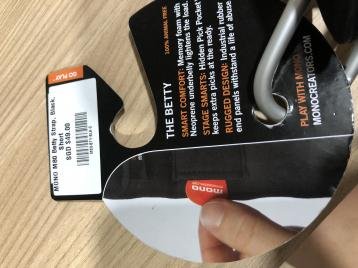 THE BETTY
100% ANIMAL FREE
SMART COMFORT: Memory foam with
Neoprene underbelly lightens the load.
STAGE SMARTS: Hidden Pick Pocket
keeps extra picks at the ready.
RUGGED DESIGN: Industrial rubber
end panels withstand a life of abuse
PLAY WITH MONO
MONOCREATORS.COM
GO PLAY
MONO M80 Betty Strap, Black,
Short
SGD $49.00
mono